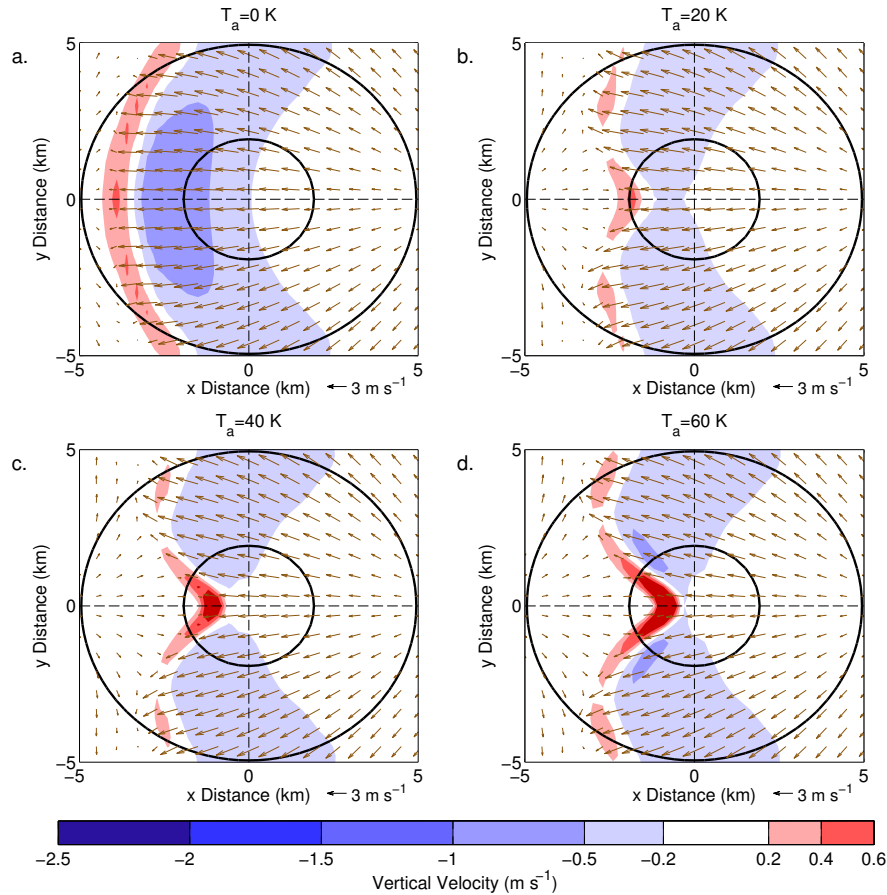 T_a=0 K
T_a=20 K
a.
b.
5
0
−5
y Distance (km)
5
0
−5
y Distance (km)
−5
0
5
x Distance (km)
3 m s⁻¹
−5
0
5
x Distance (km)
3 m s⁻¹
T_a=40 K
T_a=60 K
c.
d.
5
0
−5
y Distance (km)
5
0
−5
y Distance (km)
−5
0
5
x Distance (km)
3 m s⁻¹
−5
0
5
x Distance (km)
3 m s⁻¹
−2.5 −2 −1.5 −1 −0.5 −0.2 0.2 0.4 0.6
Vertical Velocity (m s⁻¹)